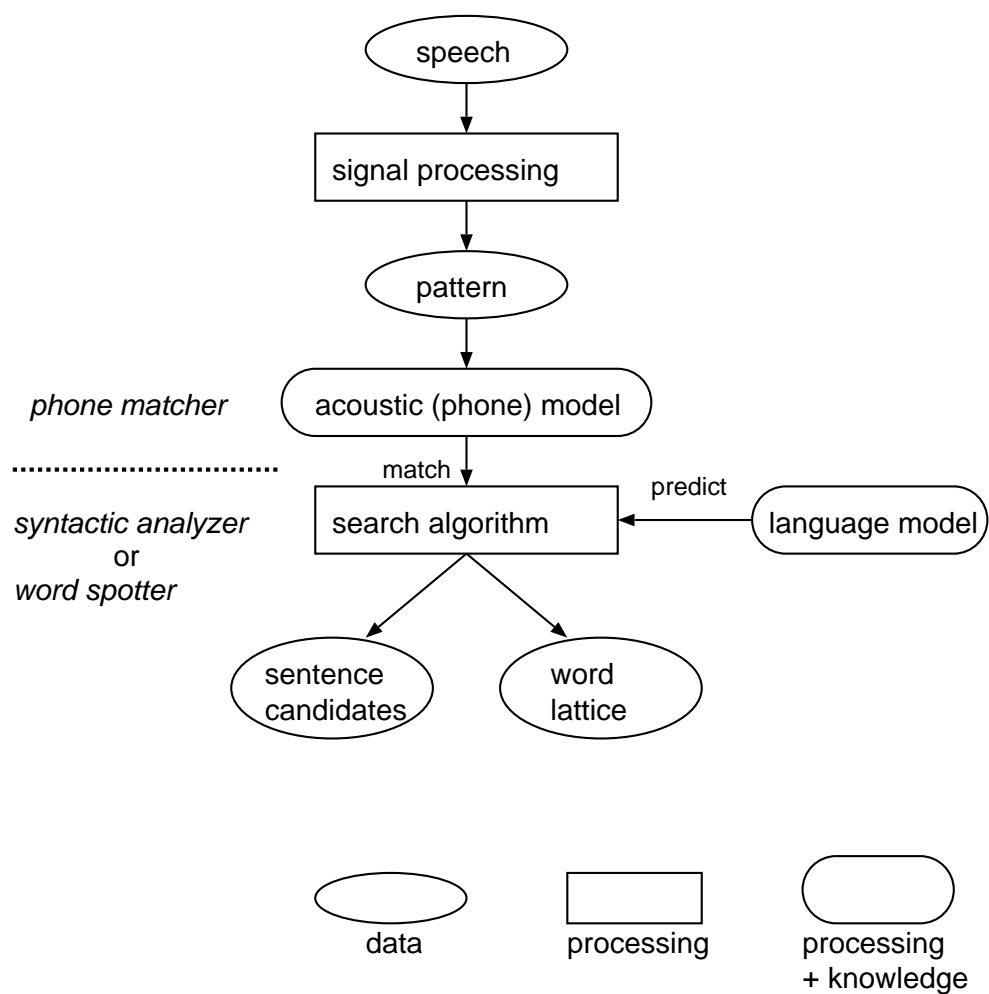 speech
signal processing
pattern
phone matcher
acoustic (phone) model
match
predict
syntactic analyzer
or
word spotter
search algorithm
language model
sentence
candidates
word
lattice
data
processing
processing
+ knowledge